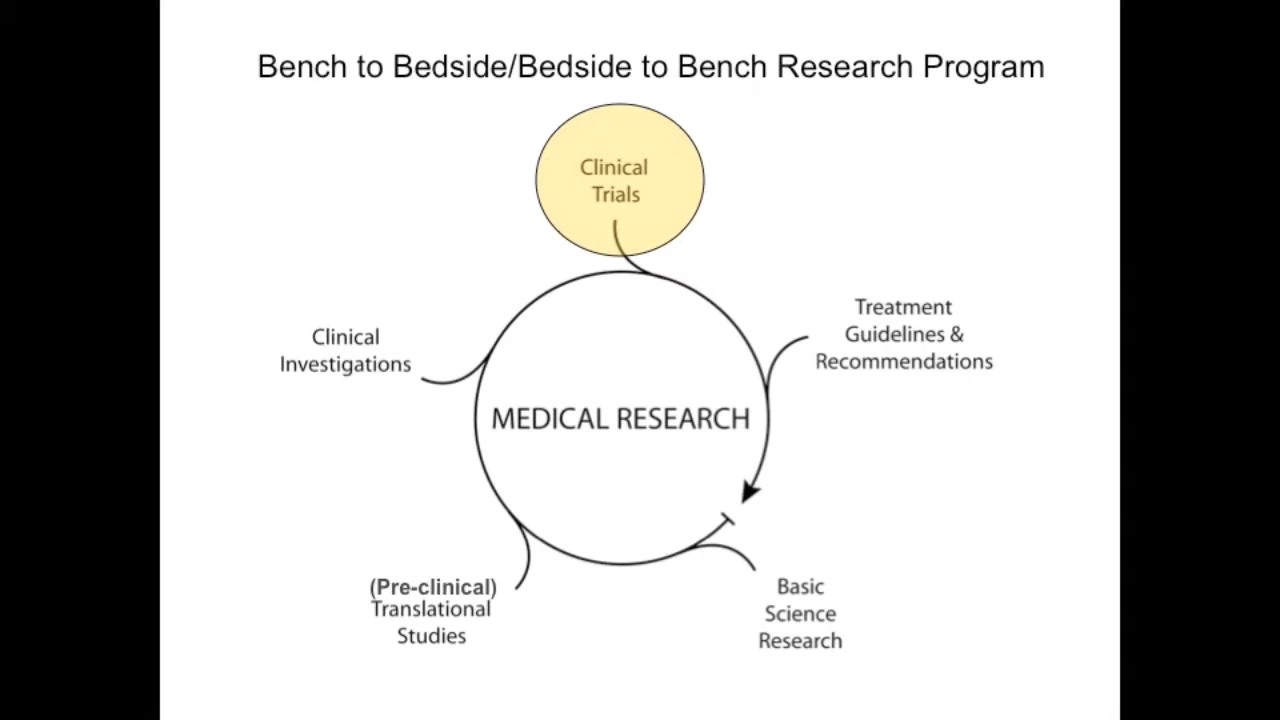 Bench to Bedside/Bedside to Bench Research Program
Clinical
Trials
Treatment
Guidelines &
Recommendations
Clinical
Investigations
MEDICAL RESEARCH
(Pre-clinical)
Translational
Studies
Basic
Science
Research